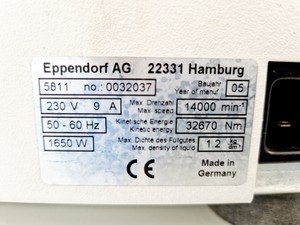 Eppendorf AG 22331 Hamburg
5811 no.: 0032037 Baujahr Year of manuf.: 05
230 V 9 A Max. Drehzahl Max. speed 14000 min⁻¹
50 - 60 Hz Kinetische Energie Kinetic energy 32670 Nm
1650 W Max. Dichte des Füllgutes Max. density of liquid 1.2 kg/dm³
CE Made in
Germany